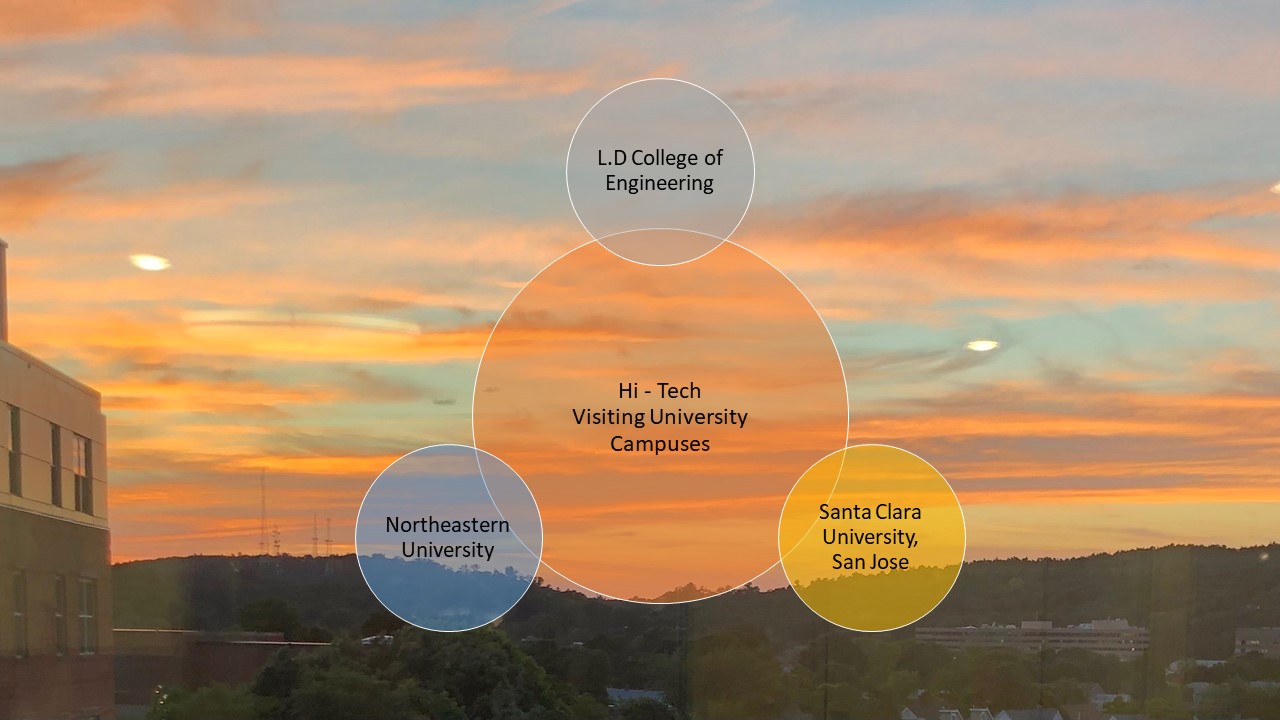 L.D College of
Engineering
Hi - Tech
Visiting University
Campuses
Northeastern
University
Santa Clara
University,
San Jose